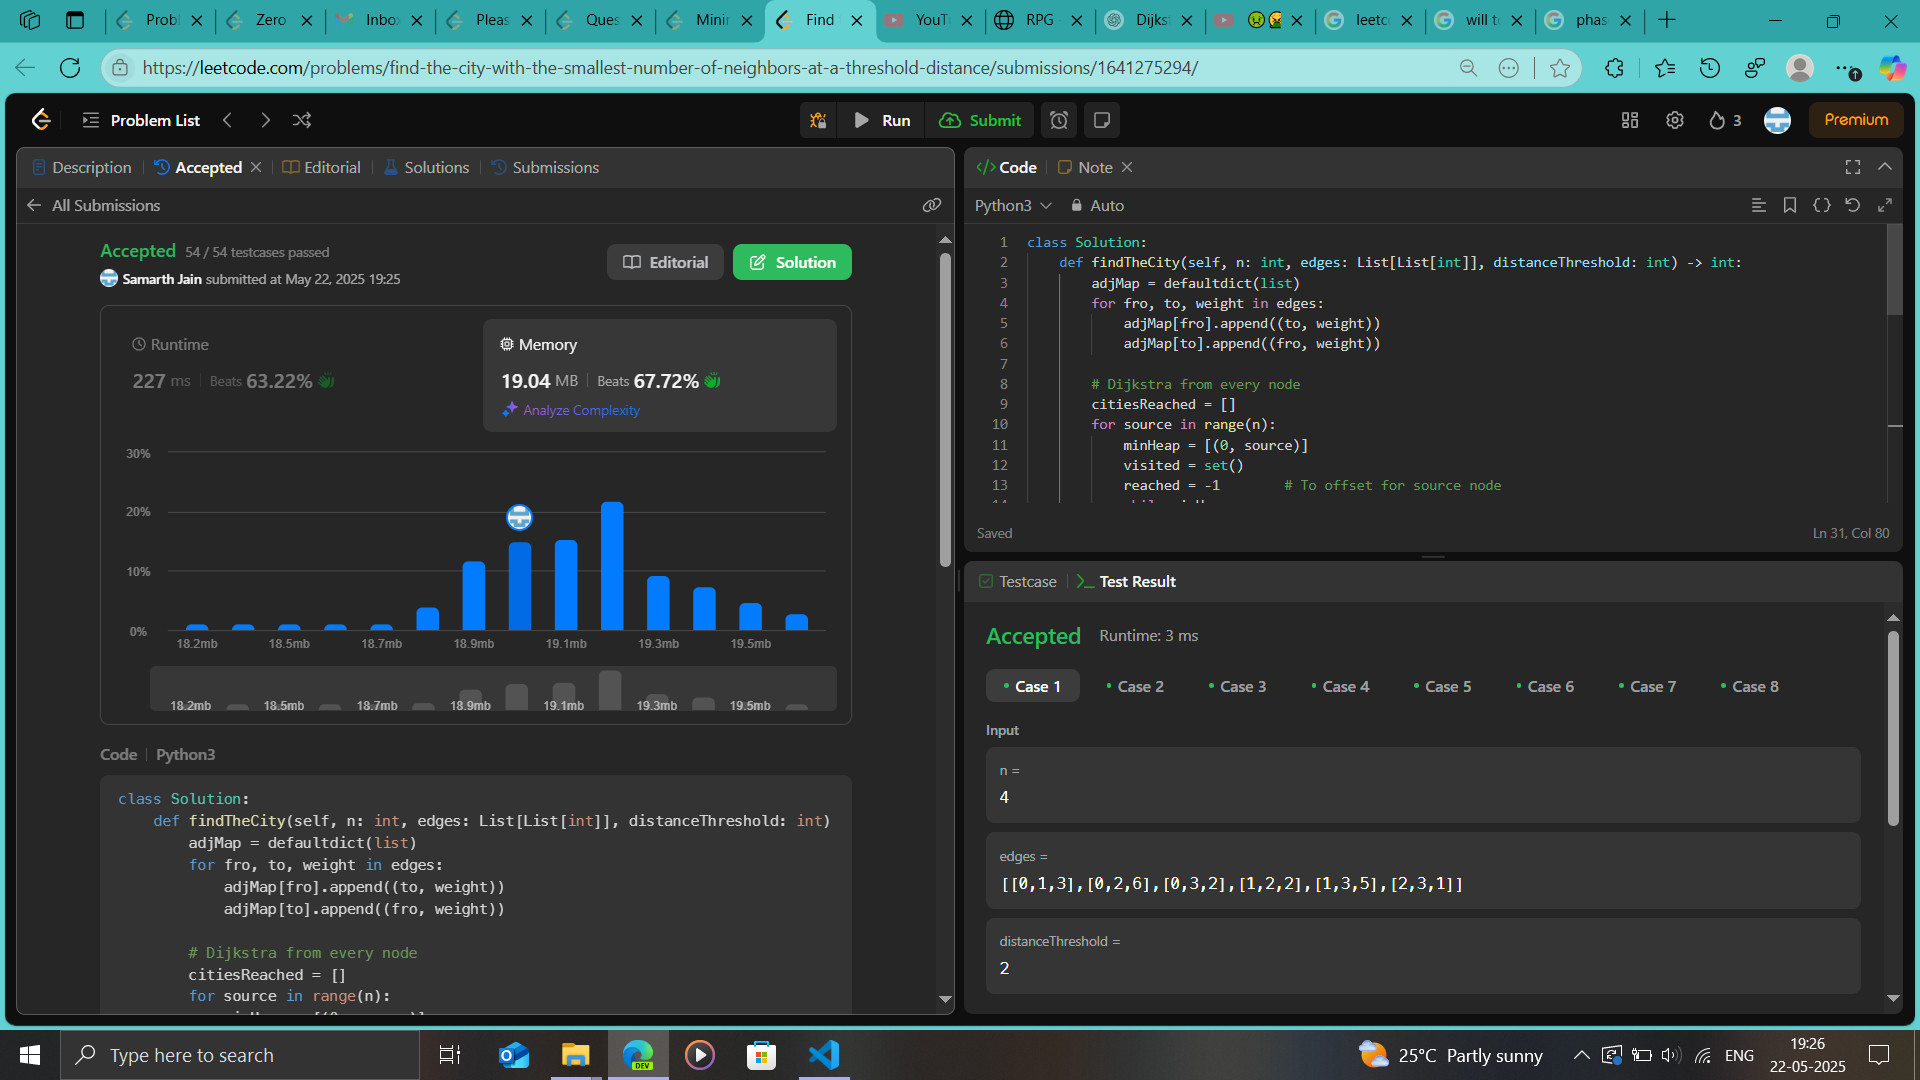 Probl
Zero
Inbox
Pleas
Ques
Minir
Find
YouT
RPG
Dijks
leetc
will t
phas
https://leetcode.com/problems/find-the-city-with-the-smallest-number-of-neighbors-at-a-threshold-distance/submissions/1641275294/
Problem List
Run
Submit
3
Premium
Description
Accepted
Editorial
Solutions
Submissions
All Submissions
Accepted 54 / 54 testcases passed
Samarth Jain submitted at May 22, 2025 19:25
Editorial
Solution
Runtime
227 ms Beats 63.22%
Memory
19.04 MB Beats 67.72%
Analyze Complexity
30%
20%
10%
0%
18.2mb 18.5mb 18.7mb 18.9mb 19.1mb 19.3mb 19.5mb
18.2mb 18.5mb 18.7mb 18.9mb 19.1mb 19.3mb 19.5mb
Code Python3
class Solution:
def findTheCity(self, n: int, edges: List[List[int]], distanceThreshold: int)
adjMap = defaultdict(list)
for fro, to, weight in edges:
adjMap[fro].append((to, weight))
adjMap[to].append((fro, weight))
# Dijkstra from every node
citiesReached = []
for source in range(n):
Code
Note
Python3
Auto
1 class Solution:
2 def findTheCity(self, n: int, edges: List[List[int]], distanceThreshold: int) -> int:
3 adjMap = defaultdict(list)
4 for fro, to, weight in edges:
5 adjMap[fro].append((to, weight))
6 adjMap[to].append((fro, weight))
7
8 # Dijkstra from every node
9 citiesReached = []
10 for source in range(n):
11 minHeap = [(0, source)]
12 visited = set()
13 reached = -1 # To offset for source node
Saved
Ln 31, Col 80
Testcase
Test Result
Accepted Runtime: 3 ms
Case 1 Case 2 Case 3 Case 4 Case 5 Case 6 Case 7 Case 8
Input
n =
4
edges =
[[0,1,3],[0,2,6],[0,3,2],[1,2,2],[1,3,5],[2,3,1]]
distanceThreshold =
2
Type here to search
DEV
25°C Partly sunny
ENG
19:26
22-05-2025